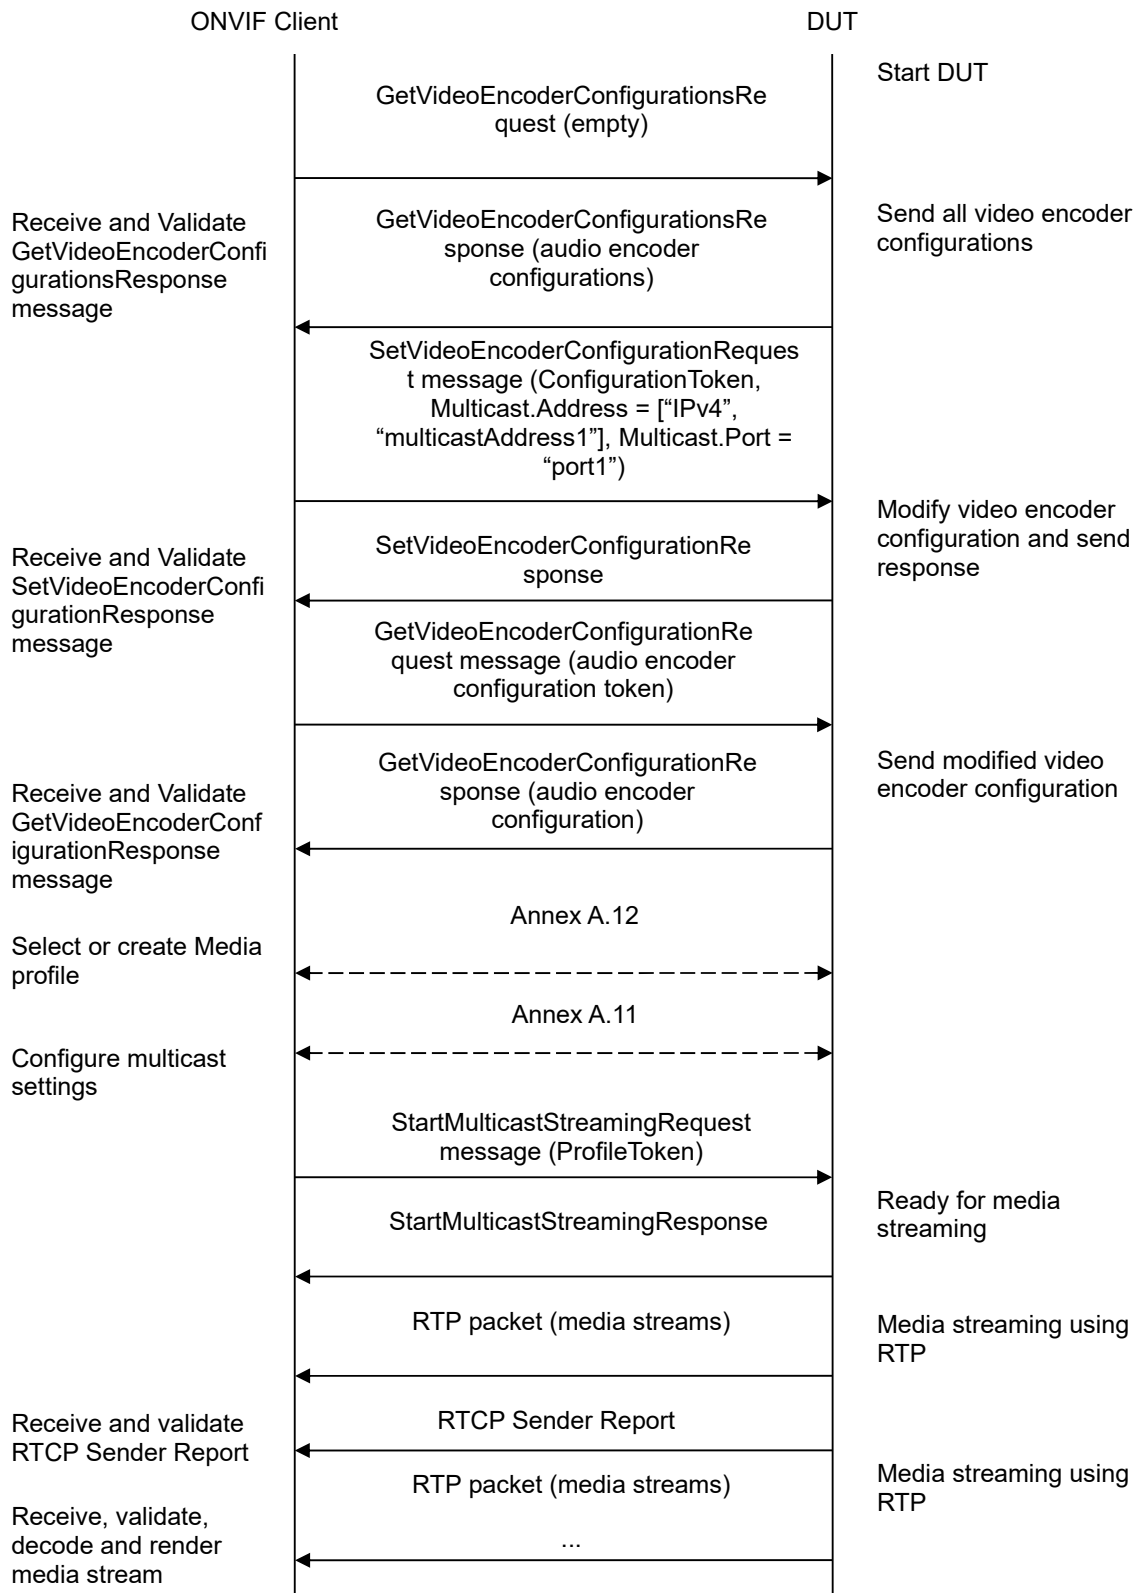 ONVIF Client
DUT
Start DUT
GetVideoEncoderConfigurationsRe
quest (empty)
Receive and Validate
GetVideoEncoderConfi
gurationsResponse
message
GetVideoEncoderConfigurationsRe
sponse (audio encoder
configurations)
Send all video encoder
configurations
SetVideoEncoderConfigurationReques
t message (ConfigurationToken,
Multicast.Address = [“IPv4”,
“multicastAddress1”], Multicast.Port =
“port1”)
Modify video encoder
configuration and send
response
Receive and Validate
SetVideoEncoderConfi
gurationResponse
message
SetVideoEncoderConfigurationRe
sponse
GetVideoEncoderConfigurationRe
quest message (audio encoder
configuration token)
Send modified video
encoder configuration
GetVideoEncoderConfigurationRe
sponse (audio encoder
configuration)
Receive and Validate
GetVideoEncoderConf
igurationResponse
message
Annex A.12
Select or create Media
profile
Annex A.11
Configure multicast
settings
StartMulticastStreamingRequest
message (ProfileToken)
Ready for media
streaming
StartMulticastStreamingResponse
RTP packet (media streams)
Media streaming using
RTP
Receive and validate
RTCP Sender Report
RTCP Sender Report
RTP packet (media streams)
Media streaming using
RTP
Receive, validate,
decode and render
media stream
...